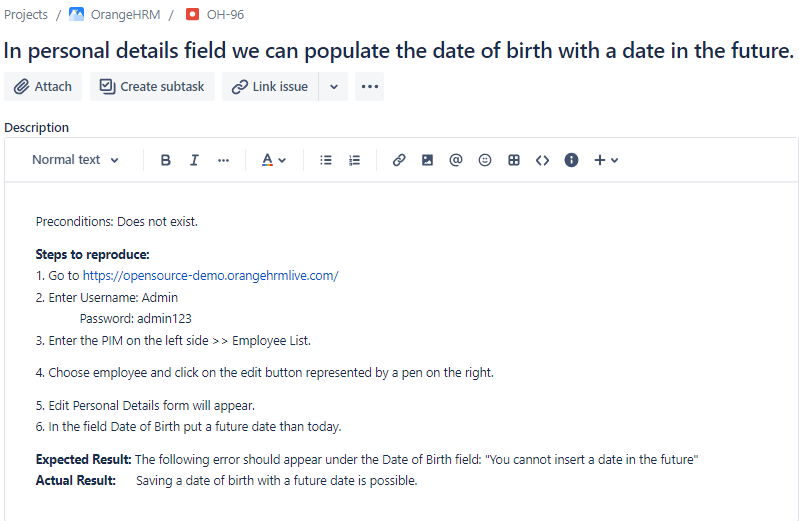 Projects / OrangeHRM / OH-96
In personal details field we can populate the date of birth with a date in the future.
Attach Create subtask Link issue
Description
Normal text B I A @ <>
Preconditions: Does not exist.
Steps to reproduce:
1. Go to https://opensource-demo.orangehrmlive.com/
2. Enter Username: Admin
Password: admin123
3. Enter the PIM on the left side >> Employee List.
4. Choose employee and click on the edit button represented by a pen on the right.
5. Edit Personal Details form will appear.
6. In the field Date of Birth put a future date than today.
Expected Result: The following error should appear under the Date of Birth field: "You cannot insert a date in the future"
Actual Result: Saving a date of birth with a future date is possible.